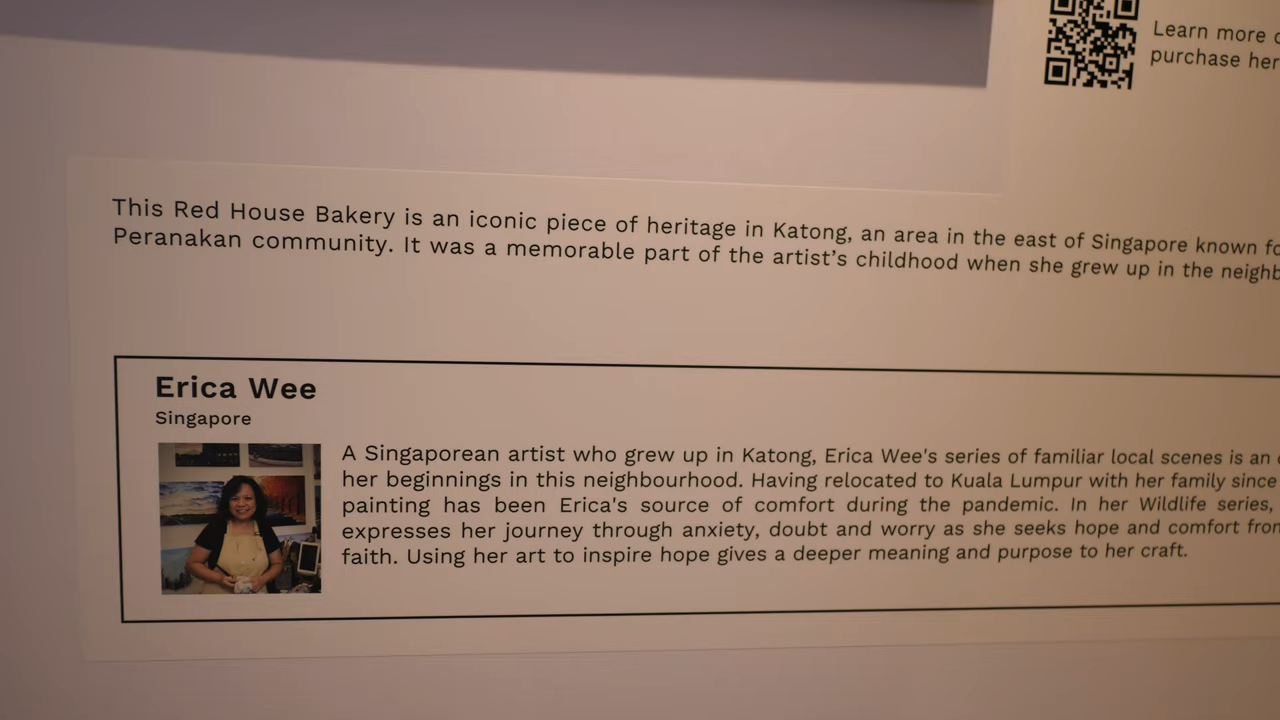 Learn more
purchase her
This Red House Bakery is an iconic piece of heritage in Katong, an area in the east of Singapore known
Peranakan community. It was a memorable part of the artist’s childhood when she grew up in the
Erica Wee
Singapore
A Singaporean artist who grew up in Katong, Erica Wee's series of familiar local scenes is an
her beginnings in this neighbourhood. Having relocated to Kuala Lumpur with her family since
painting has been Erica's source of comfort during the pandemic. In her Wildlife series,
expresses her journey through anxiety, doubt and worry as she seeks hope and comfort
faith. Using her art to inspire hope gives a deeper meaning and purpose to her craft.